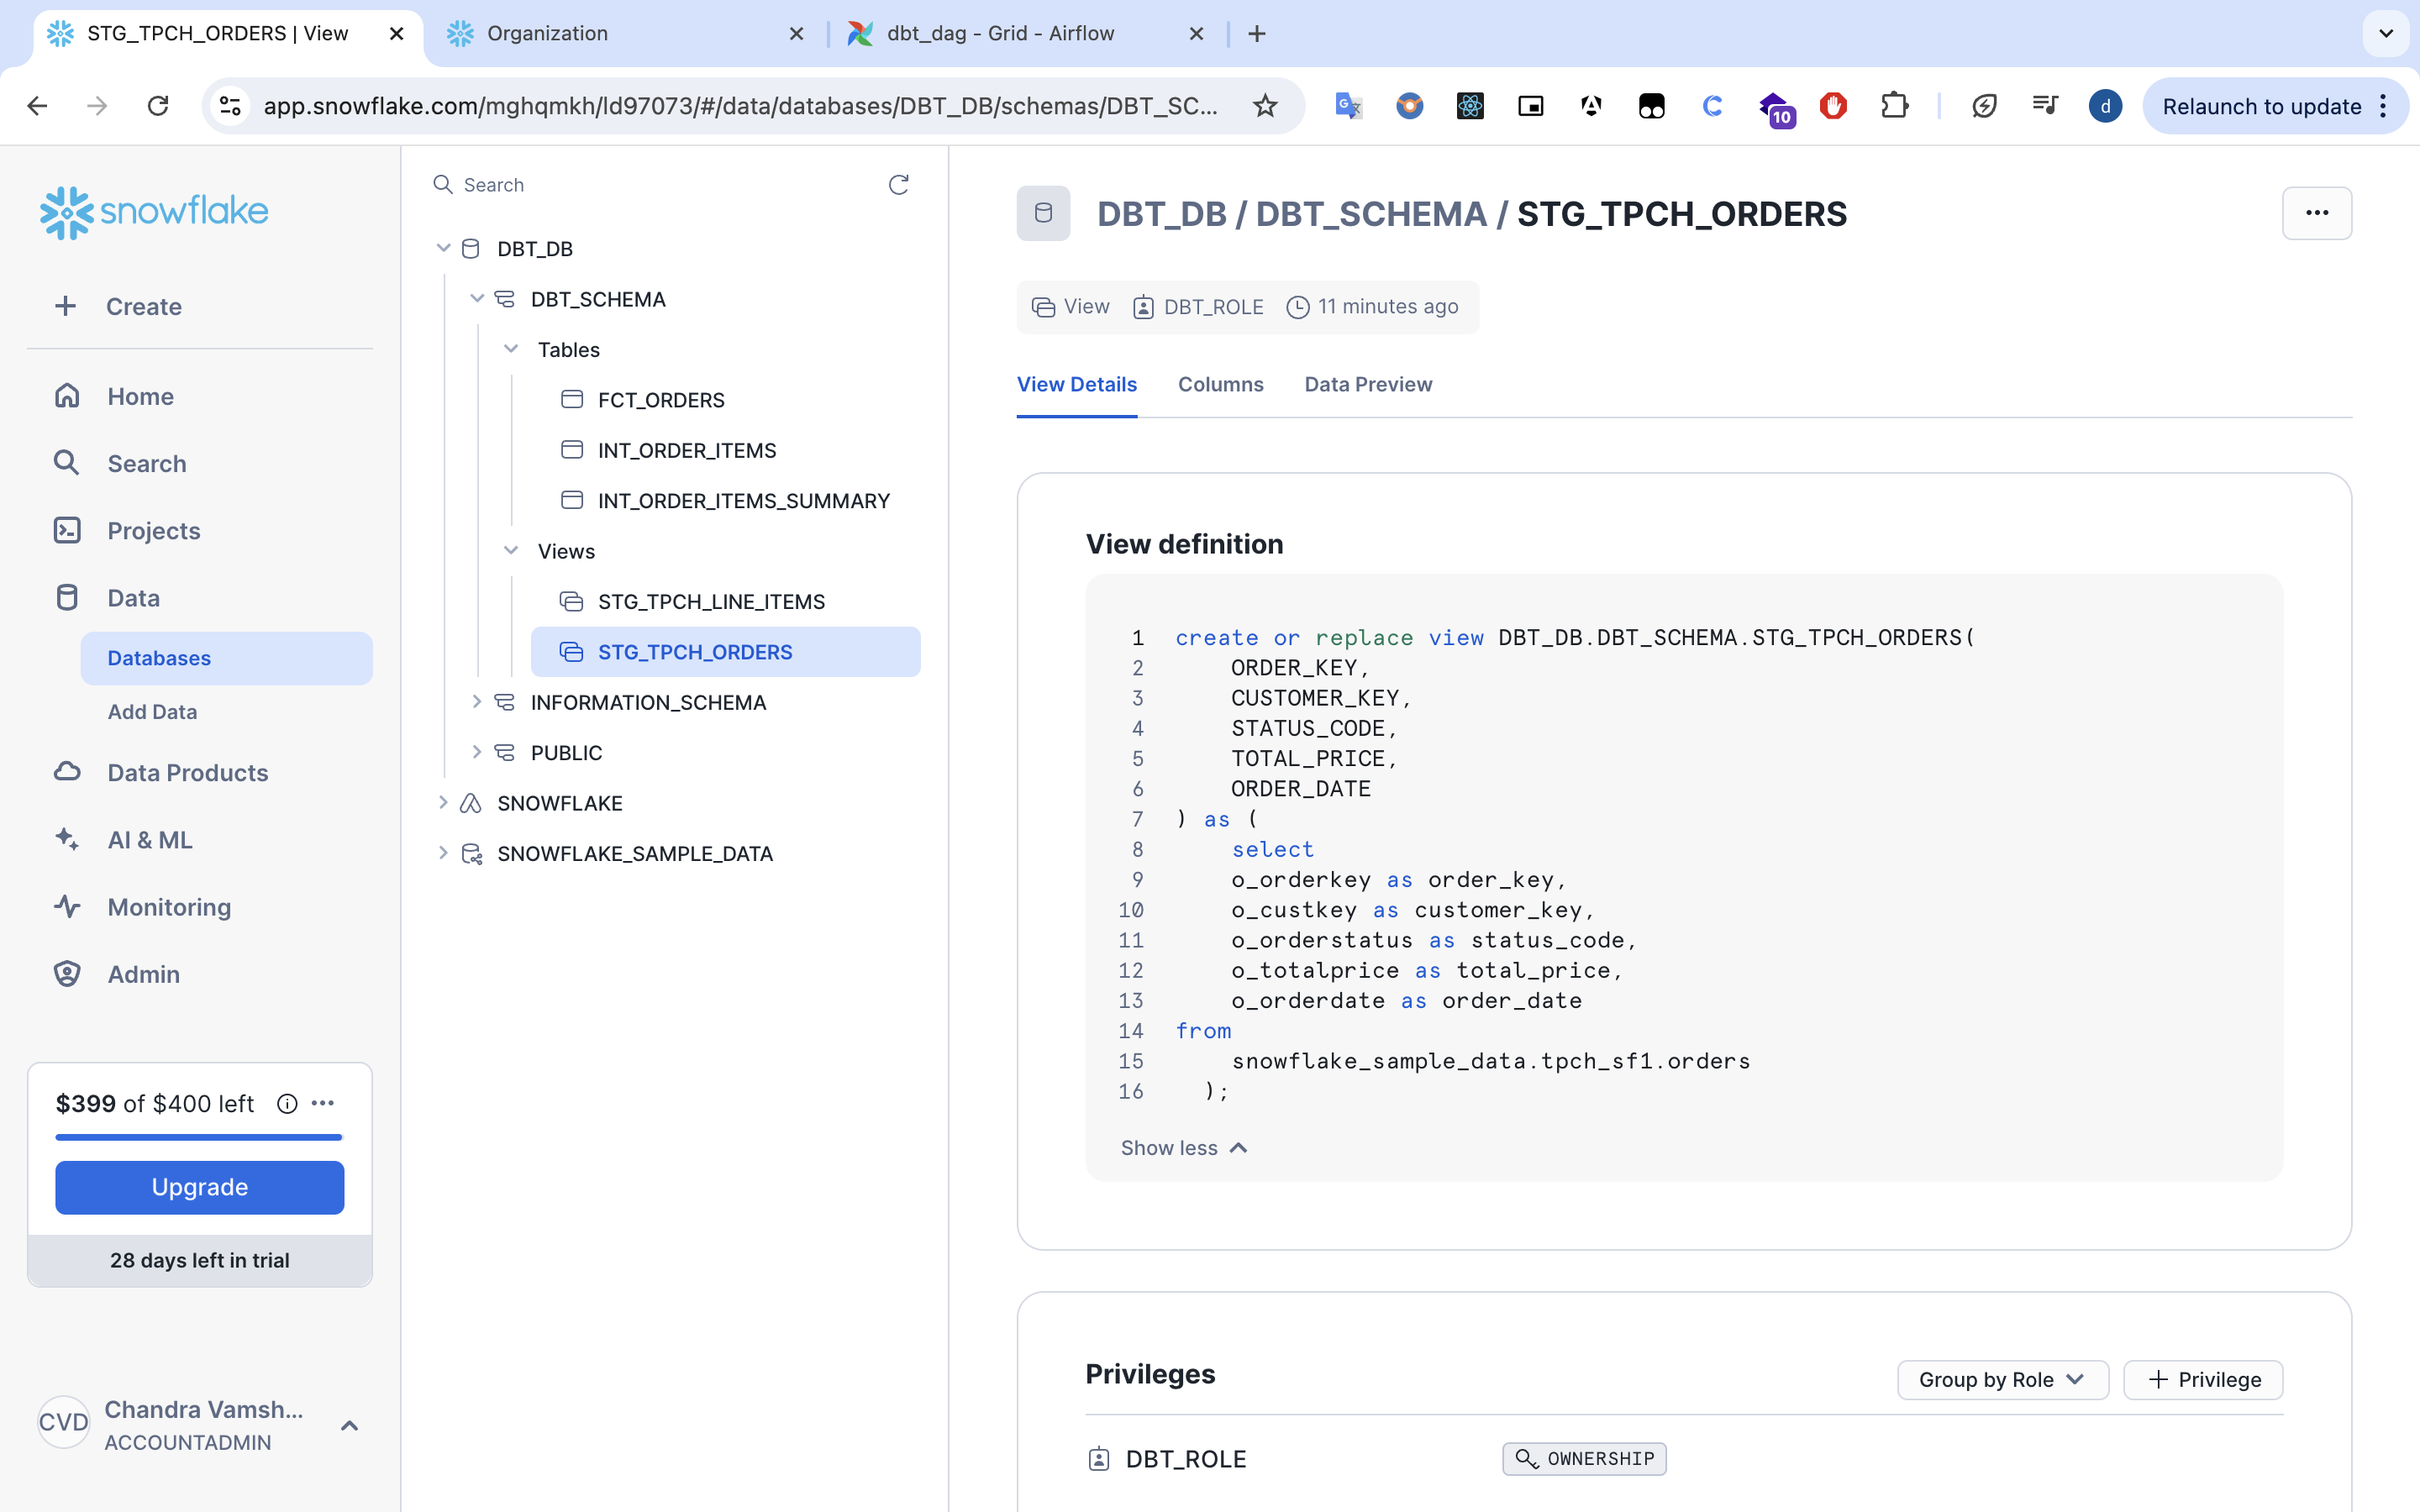 STG_TPCH_ORDERS | View
Organization
dbt_dag - Grid - Airflow
app.snowflake.com/mghqmkh/ld97073/#/data/databases/DBT_DB/schemas/DBT_SC...
10
d
Relaunch to update
snowflake
Create
Home
Search
Projects
Data
Databases
Add Data
Data Products
AI & ML
Monitoring
Admin
$399 of $400 left
Upgrade
28 days left in trial
CVD
Chandra Vamsh...
ACCOUNTADMIN
Search
DBT_DB
DBT_SCHEMA
Tables
FCT_ORDERS
INT_ORDER_ITEMS
INT_ORDER_ITEMS_SUMMARY
Views
STG_TPCH_LINE_ITEMS
STG_TPCH_ORDERS
INFORMATION_SCHEMA
PUBLIC
SNOWFLAKE
SNOWFLAKE_SAMPLE_DATA
DBT_DB / DBT_SCHEMA / STG_TPCH_ORDERS
View DBT_ROLE 11 minutes ago
View Details Columns Data Preview
View definition
1 create or replace view DBT_DB.DBT_SCHEMA.STG_TPCH_ORDERS(
2 ORDER_KEY,
3 CUSTOMER_KEY,
4 STATUS_CODE,
5 TOTAL_PRICE,
6 ORDER_DATE
7 ) as (
8 select
9 o_orderkey as order_key,
10 o_custkey as customer_key,
11 o_orderstatus as status_code,
12 o_totalprice as total_price,
13 o_orderdate as order_date
14 from
15 snowflake_sample_data.tpch_sf1.orders
16 );
Show less
Privileges
Group by Role
Privilege
DBT_ROLE
OWNERSHIP